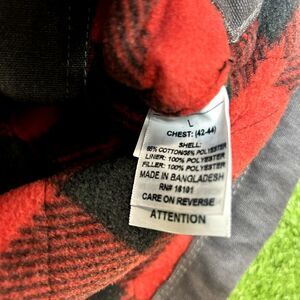 L
CHEST: (42-44)
SHELL:
65% COTTON/35% POLYESTER
LINER: 100% POLYESTER
FILLER: 100% POLYESTER
MADE IN BANGLADESH
RN# 16101
CARE ON REVERSE
ATTENTION